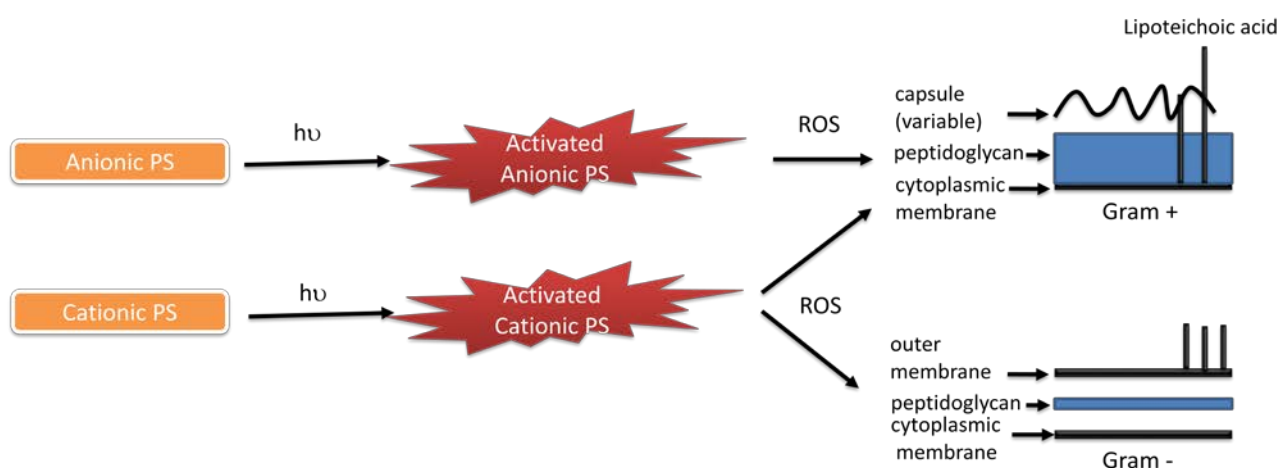 Lipoteichoic acid
Anionic PS
hυ
Activated
Anionic PS
ROS
capsule
(variable)
peptidoglycan
cytoplasmic
membrane
Gram +
Cationic PS
hυ
Activated
Cationic PS
ROS
outer
membrane
peptidoglycan
cytoplasmic
membrane
Gram -